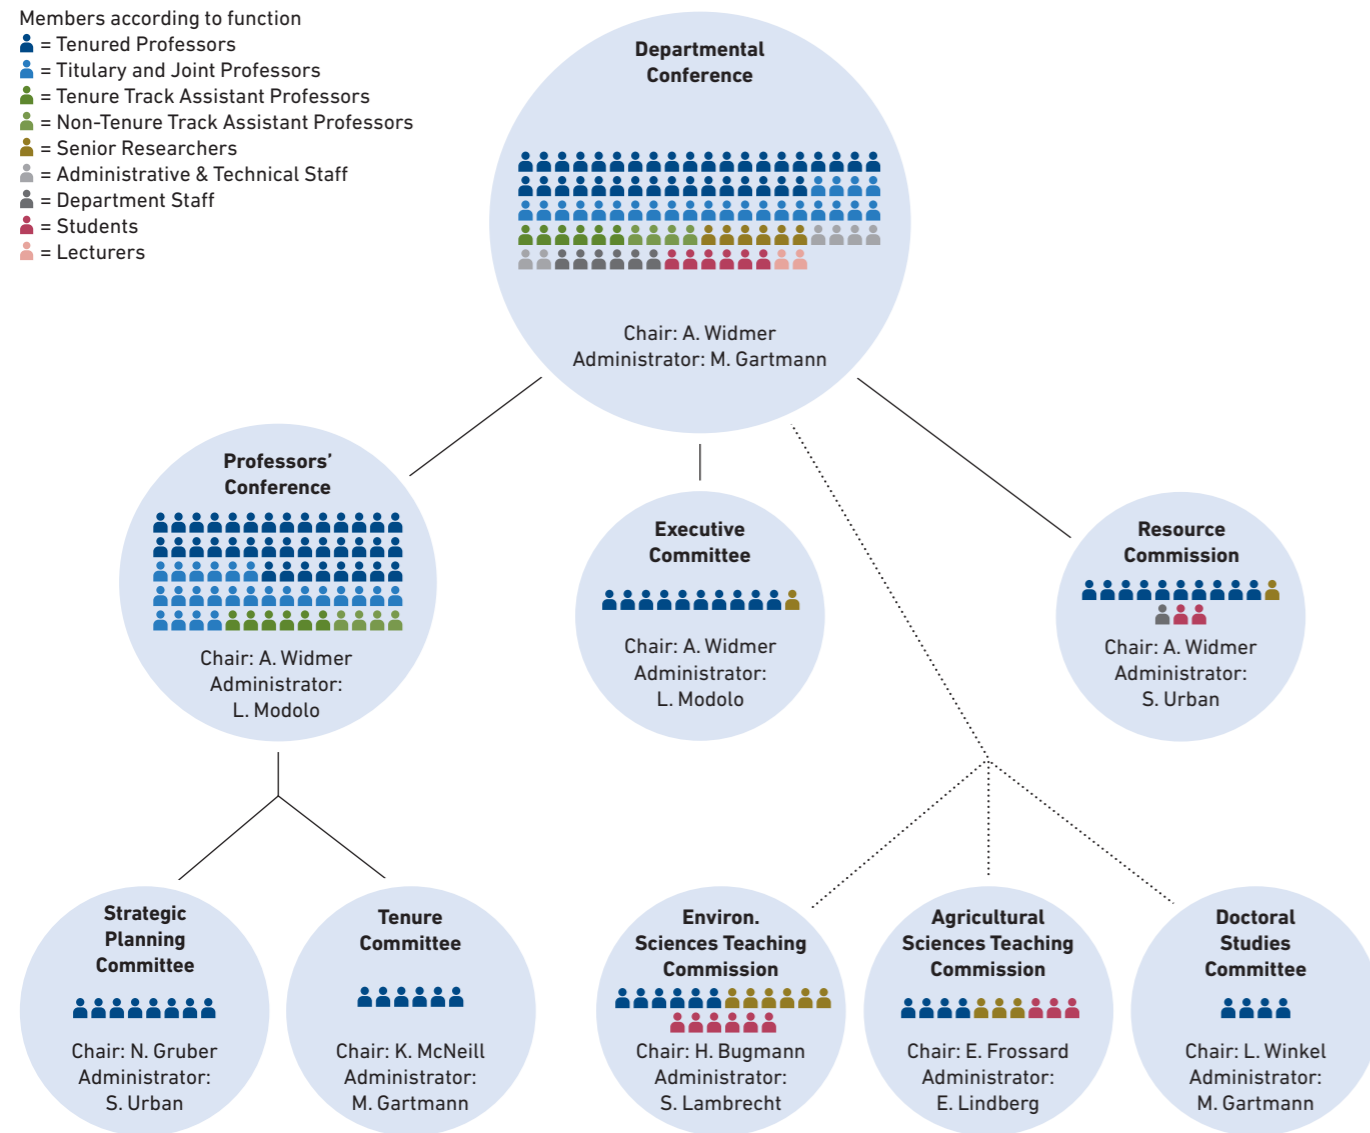 Members according to function
= Tenured Professors
= Titulary and Joint Professors
= Tenure Track Assistant Professors
= Non-Tenure Track Assistant Professors
= Senior Researchers
= Administrative & Technical Staff
= Department Staff
= Students
= Lecturers
Departmental
Conference
Chair: A. Widmer
Administrator: M. Gartmann
Professors’
Conference
Chair: A. Widmer
Administrator:
L. Modolo
Executive
Committee
Chair: A. Widmer
Administrator:
L. Modolo
Resource
Commission
Chair: A. Widmer
Administrator:
S. Urban
Strategic
Planning
Committee
Chair: N. Gruber
Administrator:
S. Urban
Tenure
Committee
Chair: K. McNeill
Administrator:
M. Gartmann
Environ.
Sciences Teaching
Commission
Chair: H. Bugmann
Administrator:
S. Lambrecht
Agricultural
Sciences Teaching
Commission
Chair: E. Frossard
Administrator:
E. Lindberg
Doctoral
Studies
Committee
Chair: L. Winkel
Administrator:
M. Gartmann